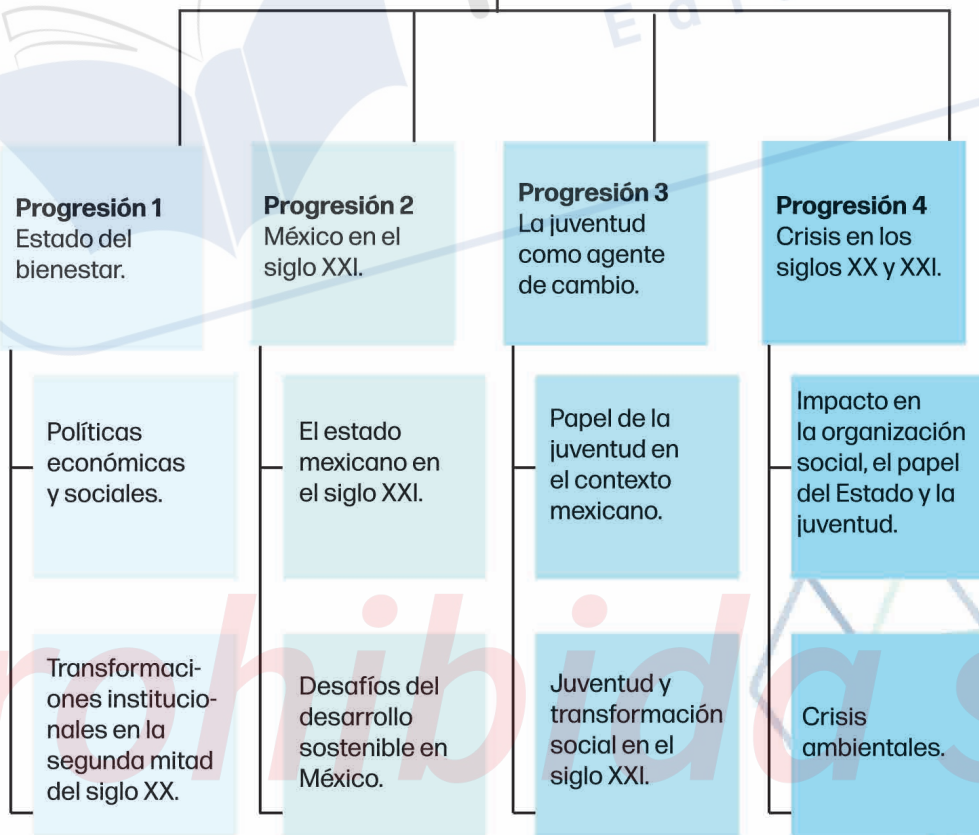 Edi
Progresión 1
Estado del
bienestar.
Políticas
económicas
y sociales.
Transformaci-
ones institucio-
nales en la
segunda mitad
del siglo XX.
Progresión 2
México en el
siglo XXI.
El estado
mexicano en
el siglo XXI.
Desafíos del
desarrollo
sostenible en
México.
Progresión 3
La juventud
como agente
de cambio.
Papel de la
juventud en
el contexto
mexicano.
Juventud y
transformación
social en el
siglo XXI.
Progresión 4
Crisis en los
siglos XX y XXI.
Impacto en
la organización
social, el papel
del Estado y la
juventud.
Crisis
ambientales.
rohibida s